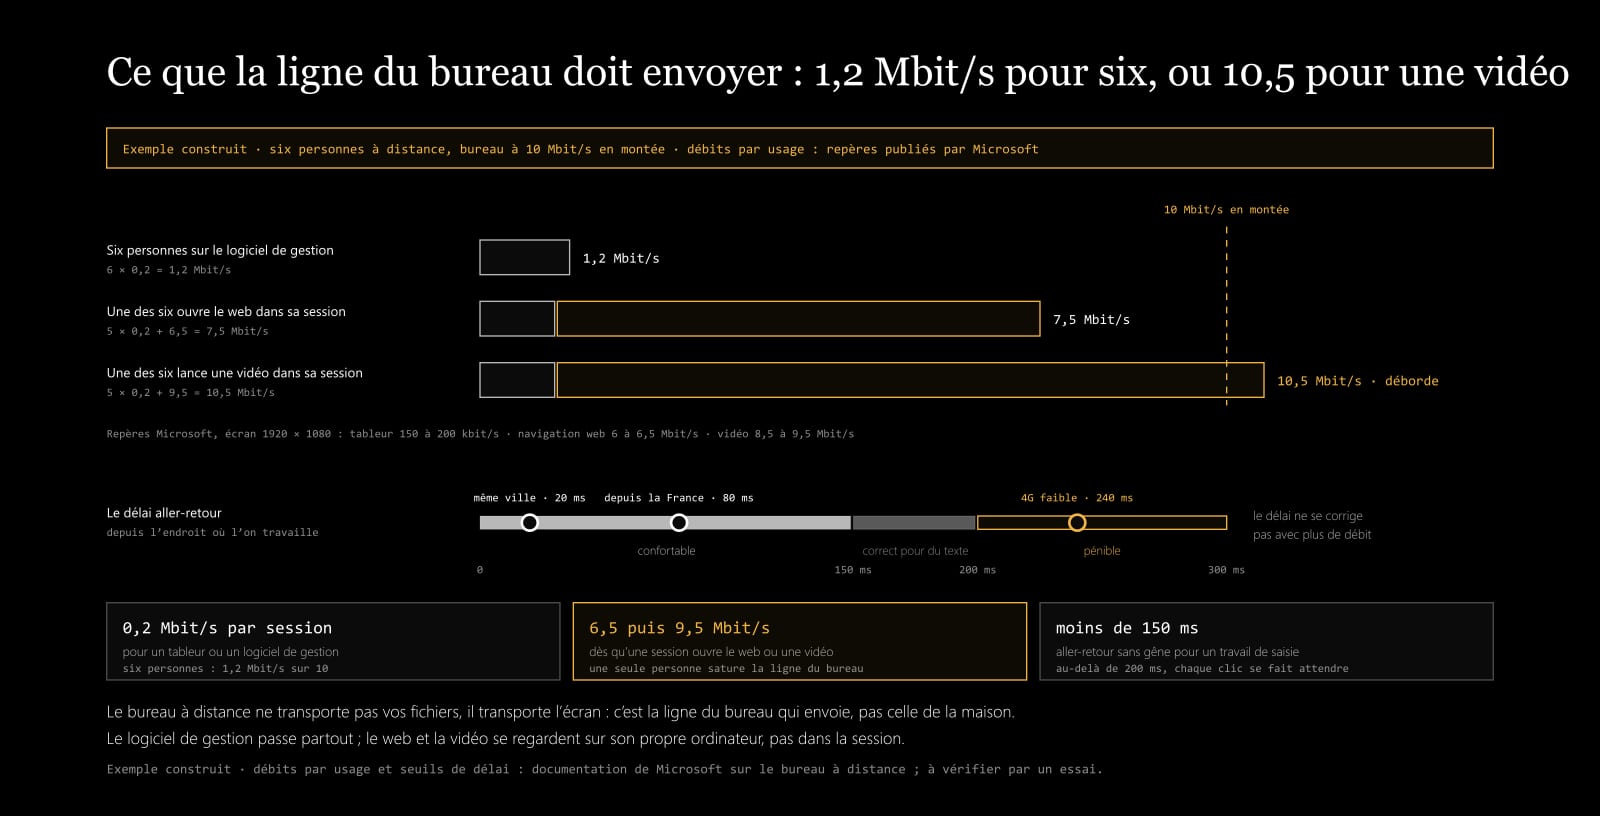 Ce que la ligne du bureau doit envoyer : 1,2 Mbit/s pour six, ou 10,5 pour une vidéo
Exemple construit · six personnes à distance, bureau à 10 Mbit/s en montée · débits par usage : repères publiés par Microsoft
10 Mbit/s en montée
Six personnes sur le logiciel de gestion
6 × 0,2 = 1,2 Mbit/s
1,2 Mbit/s
Une des six ouvre le web dans sa session
5 × 0,2 + 6,5 = 7,5 Mbit/s
7,5 Mbit/s
Une des six lance une vidéo dans sa session
5 × 0,2 + 9,5 = 10,5 Mbit/s
10,5 Mbit/s · déborde
Repères Microsoft, écran 1920 × 1080 : tableur 150 à 200 kbit/s · navigation web 6 à 6,5 Mbit/s · vidéo 8,5 à 9,5 Mbit/s
même ville · 20 ms
depuis la France · 80 ms
4G faible · 240 ms
Le délai aller-retour
depuis l’endroit où l’on travaille
le délai ne se corrige
pas avec plus de débit
confortable
correct pour du texte
pénible
0
150 ms
200 ms
300 ms
0,2 Mbit/s par session
pour un tableur ou un logiciel de gestion
six personnes : 1,2 Mbit/s sur 10
6,5 puis 9,5 Mbit/s
dès qu'une session ouvre le web ou une vidéo
une seule personne sature la ligne du bureau
moins de 150 ms
aller-retour sans gêne pour un travail de saisie
au-delà de 200 ms, chaque clic se fait attendre
Le bureau à distance ne transporte pas vos fichiers, il transporte l’écran : c’est la ligne du bureau qui envoie, pas celle de la maison.
Le logiciel de gestion passe partout ; le web et la vidéo se regardent sur son propre ordinateur, pas dans la session.
Exemple construit · débits par usage et seuils de délai : documentation de Microsoft sur le bureau à distance ; à vérifier par un essai.